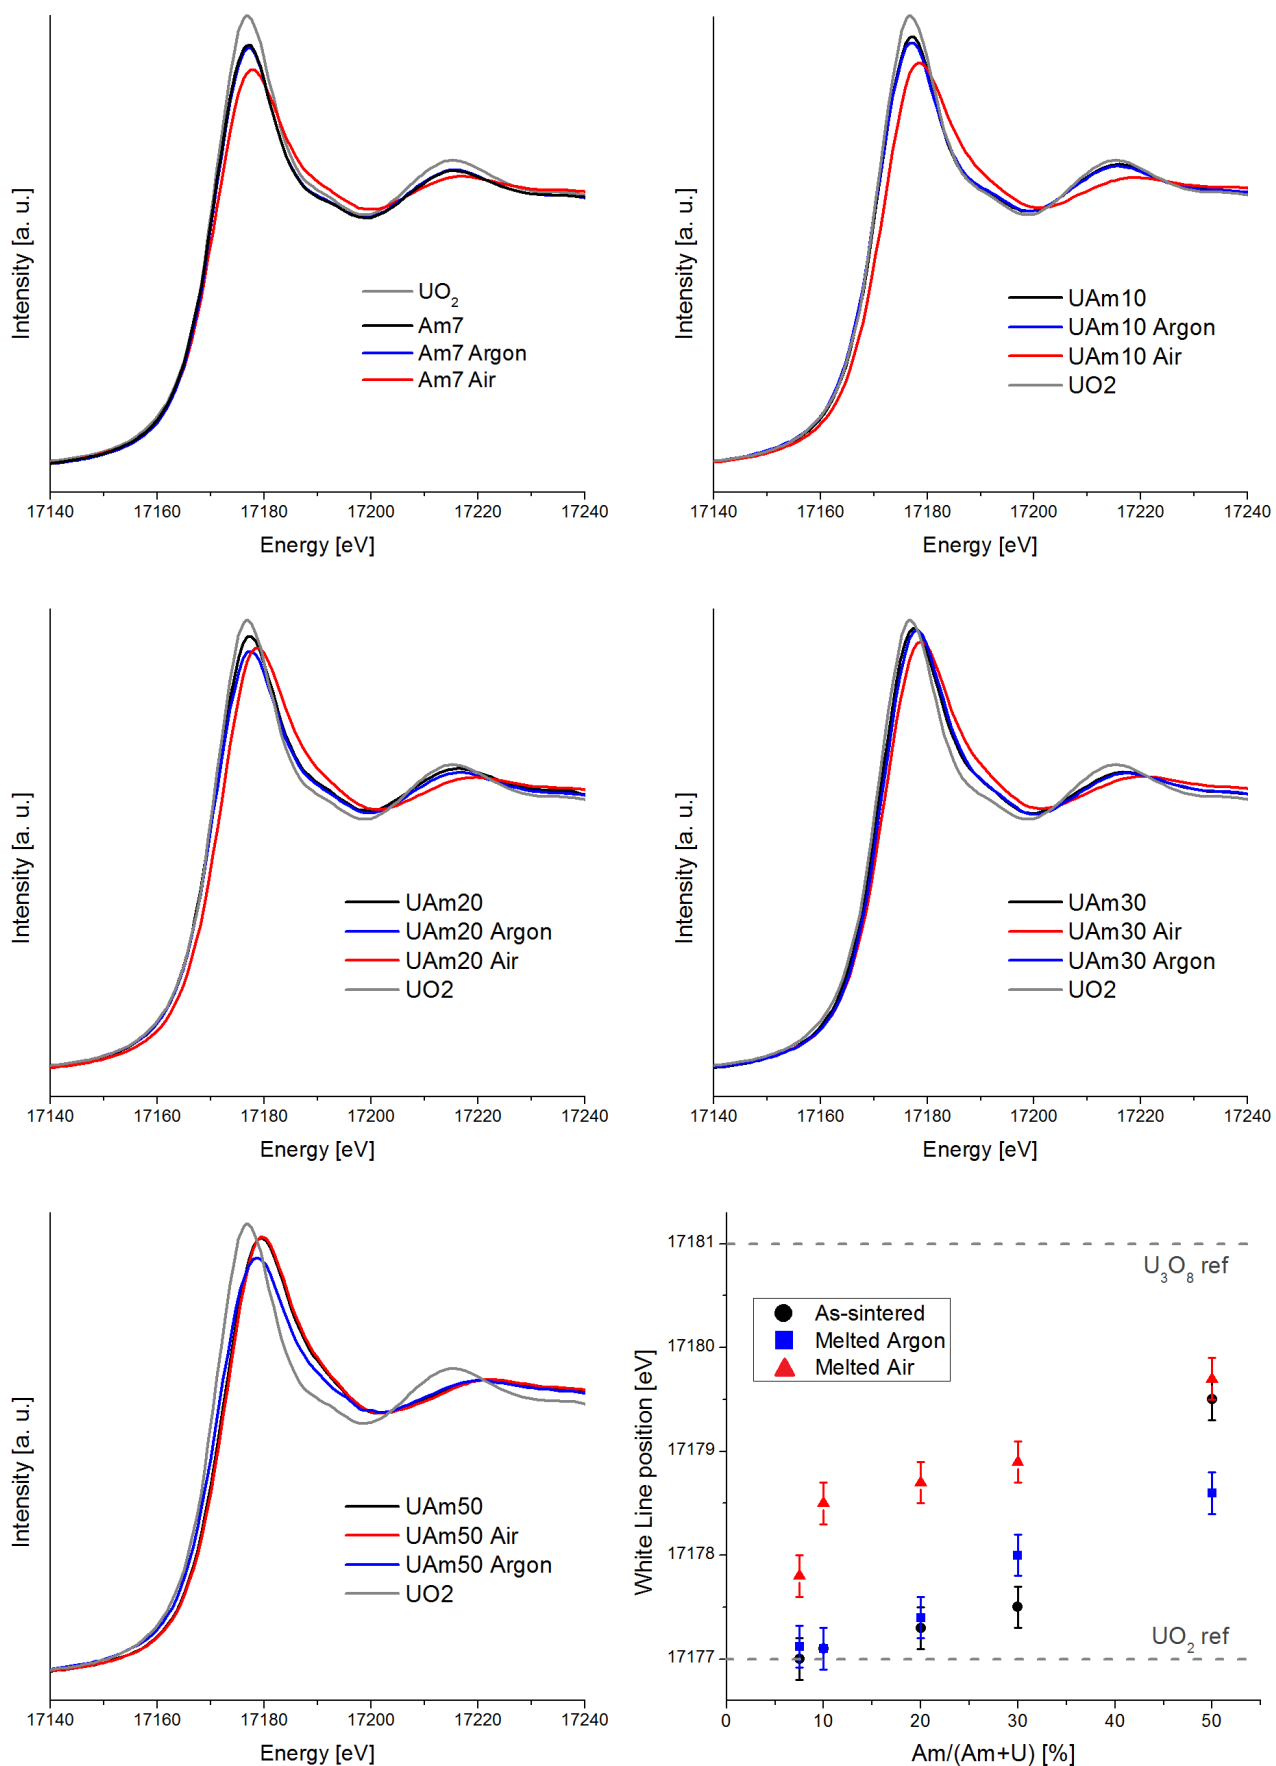 Intensity [a. u.]
UO2
Am7
Am7 Argon
Am7 Air
17140 17160 17180 17200 17220 17240
Energy [eV]
Intensity [a. u.]
UAm10
UAm10 Argon
UAm10 Air
UO2
17140 17160 17180 17200 17220 17240
Energy [eV]
Intensity [a. u.]
UAm20
UAm20 Argon
UAm20 Air
UO2
17140 17160 17180 17200 17220 17240
Energy [eV]
Intensity [a. u.]
UAm30
UAm30 Air
UAm30 Argon
UO2
17140 17160 17180 17200 17220 17240
Energy [eV]
Intensity [a. u.]
UAm50
UAm50 Air
UAm50 Argon
UO2
17140 17160 17180 17200 17220 17240
Energy [eV]
White Line position [eV]
17181
17180
17179
17178
17177
U3O8 ref
As-sintered
Melted Argon
Melted Air
UO2 ref
0 10 20 30 40 50
Am/(Am+U) [%]